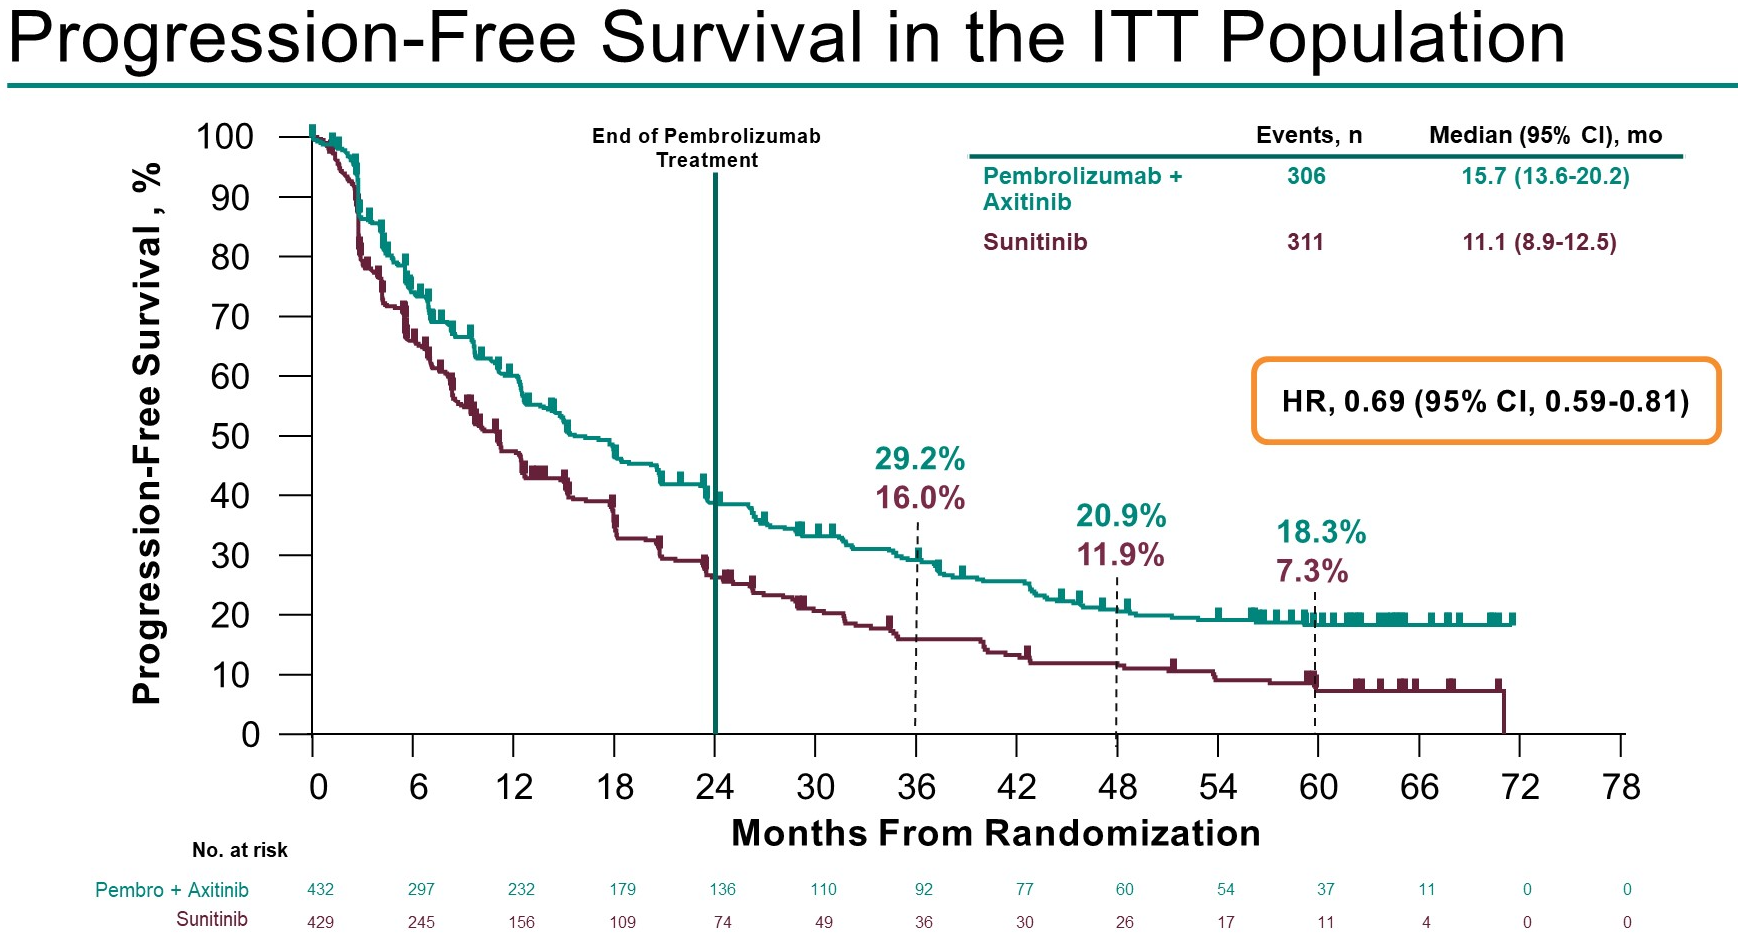 Progression-Free Survival in the ITT Population
End of Pembrolizumab
Treatment
Events, n Median (95% CI), mo
Pembrolizumab +
Axitinib 306 15.7 (13.6-20.2)
Sunitinib 311 11.1 (8.9-12.5)
HR, 0.69 (95% CI, 0.59-0.81)
Progression-Free Survival , %
100
90
80
70
60
50
40
30
20
10
0
29.2%
16.0%
20.9%
11.9%
18.3%
7.3%
0 6 12 18 24 30 36 42 48 54 60 66 72 78
Months From Randomization
No. at risk
Pembro + Axitinib 432 297 232 179 136 110 92 77 60 54 37 11 0 0
Sunitinib 429 245 156 109 74 49 36 30 26 17 11 4 0 0